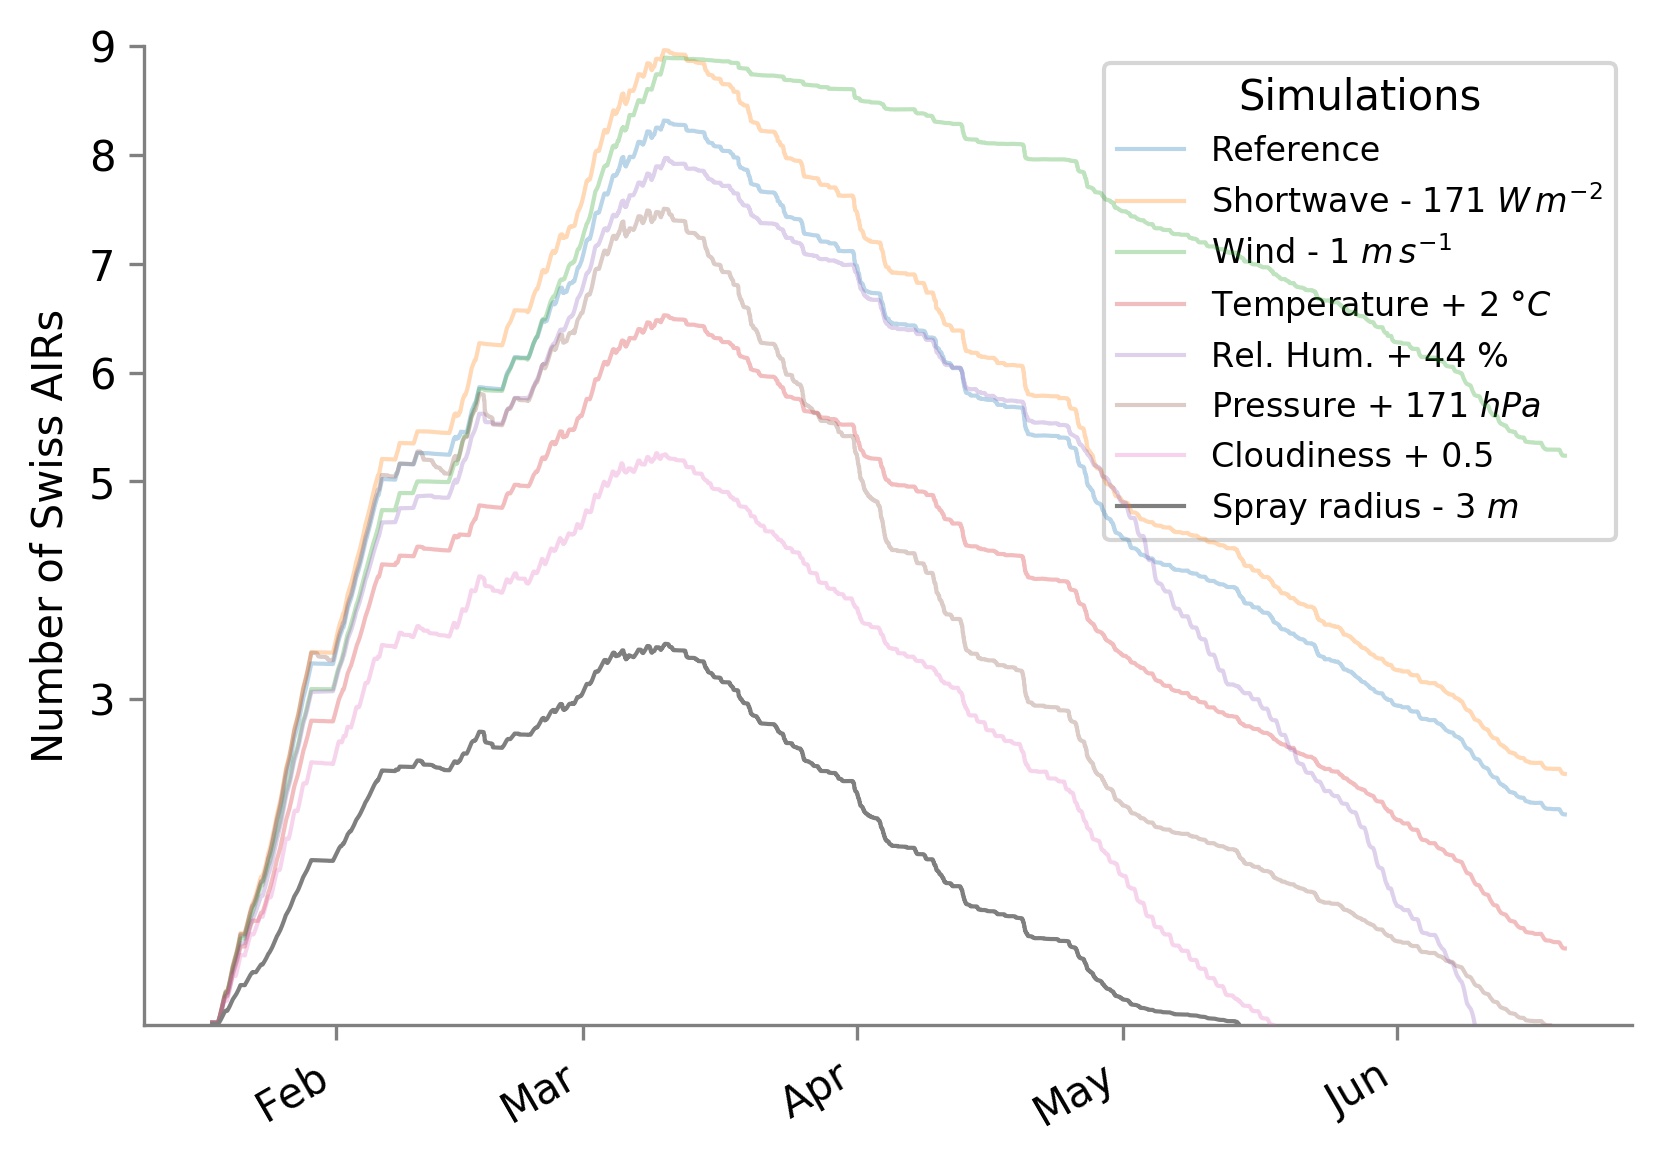 Number of Swiss AIRs
9
8
7
6
5
3
Feb
Mar
Apr
May
Jun
Simulations
Reference
Shortwave - 171 W m⁻²
Wind - 1 m s⁻¹
Temperature + 2 °C
Rel. Hum. + 44 %
Pressure + 171 hPa
Cloudiness + 0.5
Spray radius - 3 m